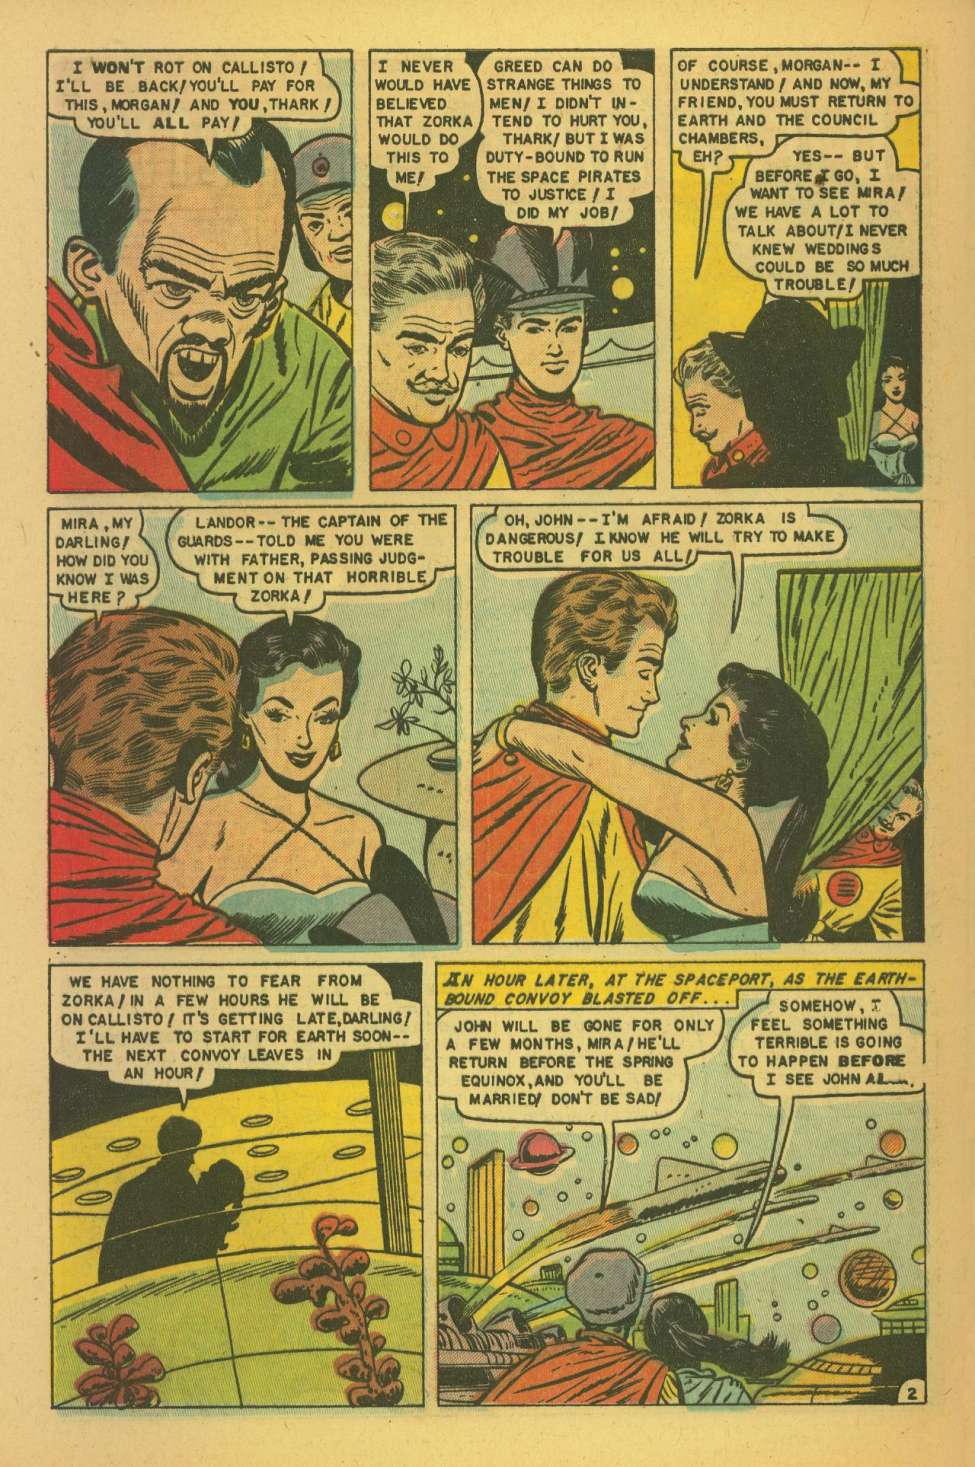 I WON'T ROT ON CALLISTO!
I'LL BE BACK! YOU'LL PAY FOR
THIS, MORGAN! AND YOU, THARK!
YOU'LL ALL PAY!
I NEVER
WOULD HAVE
BELIEVED
THAT ZORKA
WOULD DO
THIS TO
ME!
GREED CAN DO
STRANGE THINGS TO
MEN! I DIDN'T IN-
TEND TO HURT YOU,
THARK! BUT I WAS
DUTY-BOUND TO RUN
THE SPACE PIRATES
TO JUSTICE! I
DID MY JOB!
OF COURSE, MORGAN-- I
UNDERSTAND! AND NOW, MY
FRIEND, YOU MUST RETURN TO
EARTH AND THE COUNCIL
CHAMBERS,
EH?
YES-- BUT
BEFORE I GO, I
WANT TO SEE MIRA!
WE HAVE A LOT TO
TALK ABOUT! I NEVER
KNEW WEDDINGS
COULD BE SO MUCH
TROUBLE!
MIRA, MY
DARLING!
HOW DID YOU
KNOW I WAS
HERE?
LANDOR-- THE CAPTAIN OF THE
GUARDS-- TOLD ME YOU WERE
WITH FATHER, PASSING JUDG-
MENT ON THAT HORRIBLE
ZORKA!
OH, JOHN-- I'M AFRAID! ZORKA IS
DANGEROUS! I KNOW HE WILL TRY TO MAKE
TROUBLE FOR US ALL!
WE HAVE NOTHING TO FEAR FROM
ZORKA! IN A FEW HOURS HE WILL BE
ON CALLISTO! IT'S GETTING LATE, DARLING!
I'LL HAVE TO START FOR EARTH SOON--
THE NEXT CONVOY LEAVES IN
AN HOUR!
AN HOUR LATER, AT THE SPACEPORT, AS THE EARTH-
BOUND CONVOY BLASTED OFF...
JOHN WILL BE GONE FOR ONLY
A FEW MONTHS, MIRA! HE'LL
RETURN BEFORE THE SPRING
EQUINOX, AND YOU'LL BE
MARRIED! DON'T BE SAD!
SOMEHOW, I
FEEL SOMETHING
TERRIBLE IS GOING
TO HAPPEN BEFORE
I SEE JOHN
2